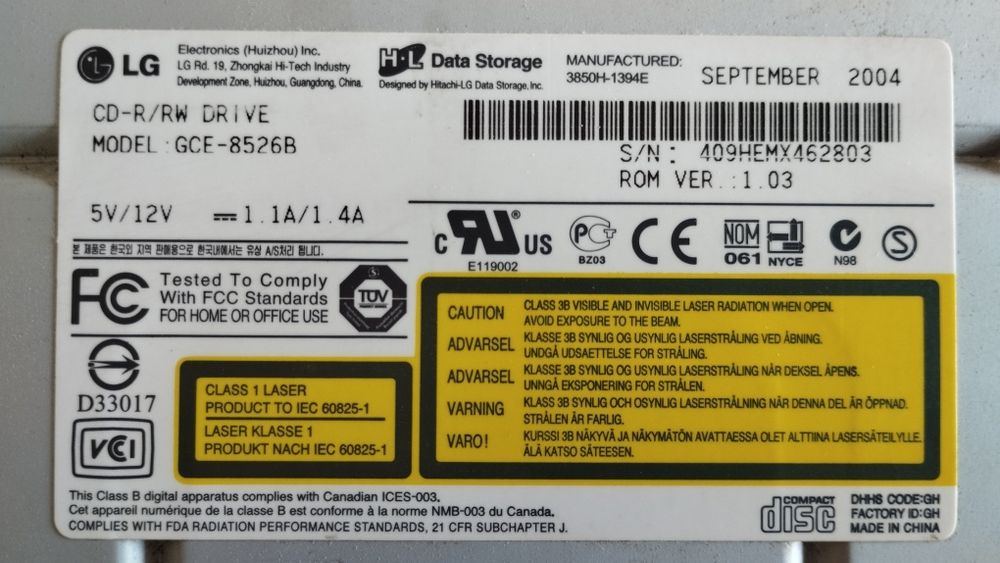 LG
Electronics (Huizhou) Inc.
LG Rd. 19, Zhongkai Hi-Tech Industry
Development Zone, Huizhou, Guangdong, China.
H·L Data Storage
Designed by Hitachi-LG Data Storage, Inc.
MANUFACTURED:
3850H-1394E
SEPTEMBER 2004
CD-R/RW DRIVE
MODEL :GCE-8526B
S/N : 409HEMX462803
ROM VER. :1.03
5V/12V 1.1A/1.4A
본 제품은 한국외 지역 판매용으로 한국내에서는 유상 A/S처리 됩니다.
c RU ® US
E119002
PCT
BZ03
CE
NOM
061 NYCE
N98
S
FC Tested To Comply
With FCC Standards
FOR HOME OR OFFICE USE
TÜV
D33017
VCI
CLASS 1 LASER
PRODUCT TO IEC 60825-1
LASER KLASSE 1
PRODUKT NACH IEC 60825-1
CAUTION CLASS 3B VISIBLE AND INVISIBLE LASER RADIATION WHEN OPEN.
AVOID EXPOSURE TO THE BEAM.
ADVARSEL KLASSE 3B SYNLIG OG USYNLIG LASERSTRÅLING VED ÅBNING.
UNDGÅ UDSAETTELSE FOR STRÅLING.
ADVARSEL KLASSE 3B SYNLIG OG USYNLIG LASERSTRÅLING NÅR DEKSEL ÅPENS.
UNNGÅ EKSPONERING FOR STRÅLEN.
VARNING KLASS 3B SYNLIG OCH OSYNLIG LASERSTRÅLNING NÄR DENNA DEL ÄR ÖPPNAD.
STRÅLEN ÄR FARLIG.
VARO! KURSSI 3B NÄKYVÄ JA NÄKYMÄTÖN AVATTAESSA OLET ALTTIINA LASERSÄTEILYLLE.
ÄLÄ KATSO SÄTEESEN.
This Class B digital apparatus complies with Canadian ICES-003.
Cet appareil numérique de la classe B est conforme à la norme NMB-003 du Canada.
COMPLIES WITH FDA RADIATION PERFORMANCE STANDARDS, 21 CFR SUBCHAPTER J.
COMPACT
disc
DHHS CODE:GH
FACTORY ID:GH
MADE IN CHINA